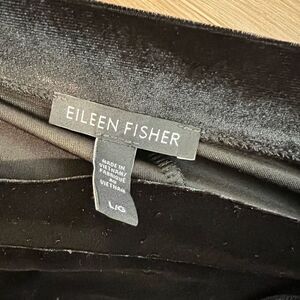 EILEEN FISHER
MADE IN
VIETNAM/
FABRIQUÉ
AU
VIETNAM
L/G